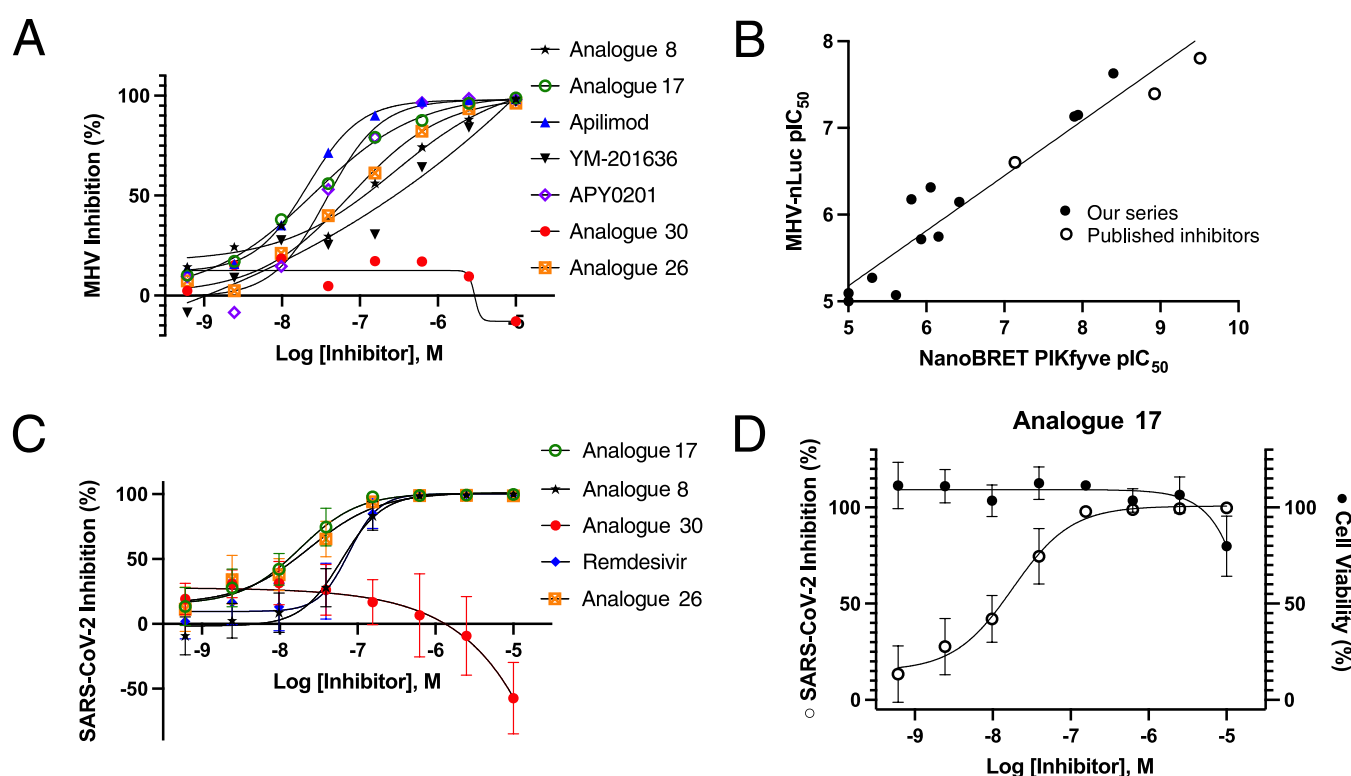 A
MHV Inhibition (%)
100
50
0
-9
-8
-7
-6
-5
Log [Inhibitor], M
Analogue 8
Analogue 17
Apilimod
YM-201636
APY0201
Analogue 30
Analogue 26
B
MHV-nLuc pIC50
8
7
6
5
5
6
7
8
9
10
NanoBRET PIKfyve pIC50
Our series
Published inhibitors
C
SARS-CoV-2 Inhibition (%)
100
50
0
-50
-9
-8
-7
-6
-5
Log [Inhibitor], M
Analogue 17
Analogue 8
Analogue 30
Remdesivir
Analogue 26
D
Analogue 17
SARS-CoV-2 Inhibition (%)
100
50
0
100
50
0
Cell Viability (%)
-9
-8
-7
-6
-5
Log [Inhibitor], M